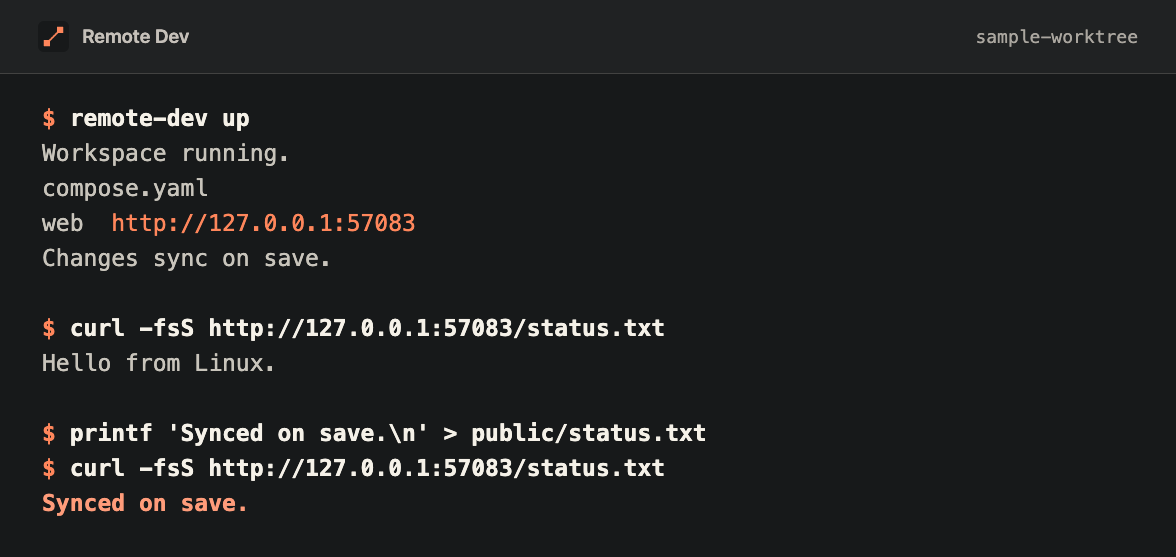 Remote Dev
sample-worktree
$ remote-dev up
Workspace running.
compose.yaml
web  http://127.0.0.1:57083
Changes sync on save.
$ curl -fsS http://127.0.0.1:57083/status.txt
Hello from Linux.
$ printf 'Synced on save.\n' > public/status.txt
$ curl -fsS http://127.0.0.1:57083/status.txt
Synced on save.